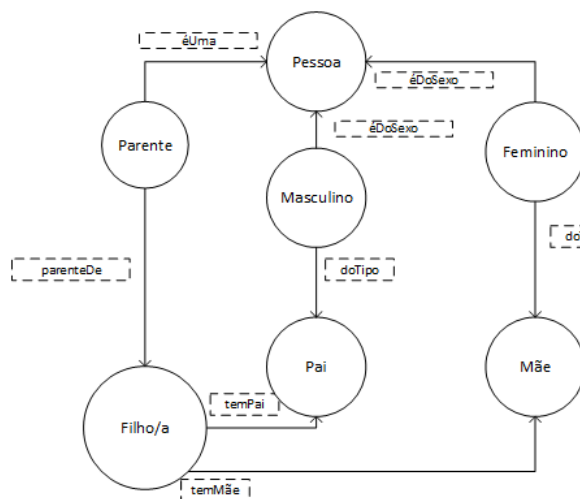 éUma
Pessoa
éDoSexo
éDoSexo
Parente
Feminino
Masculino
parenteDe
doTipo
Pai
Mãe
temPai
Filho/a
temMãe